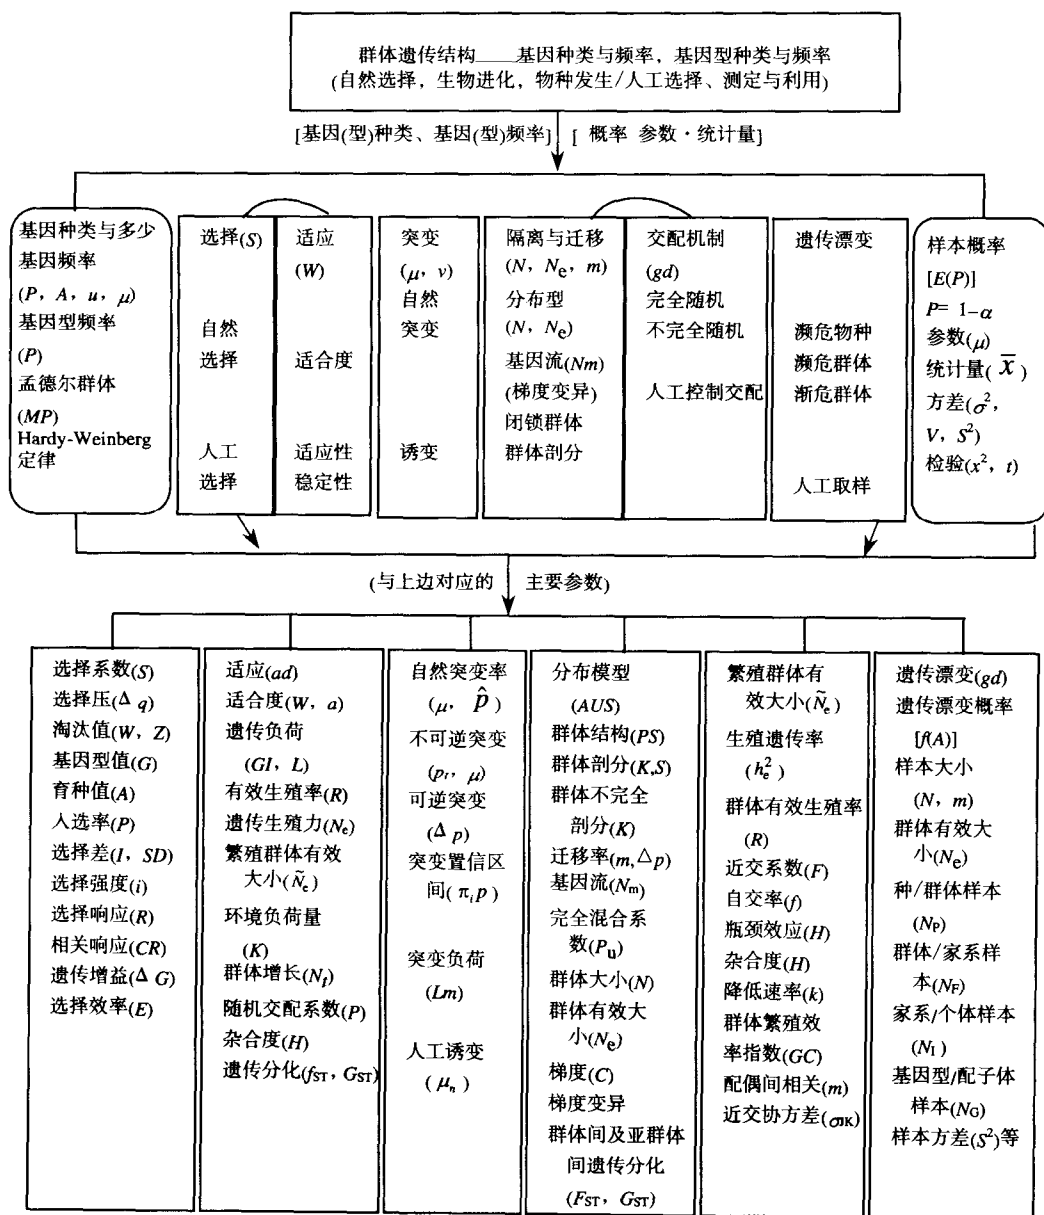 群体遗传结构____基因种类与频率，基因型种类与频率
(自然选择，生物进化，物种发生/人工选择、测定与利用)
[基因(型)种类、基因(型)频率] [ 概率 参数·统计量]
基因种类与多少
基因频率
(P，A，u，μ)
基因型频率
(P)
孟德尔群体
(MP)
Hardy-Weinberg
定律
选择(S)
自然
选择
人工
选择
适应
(W)
适合度
适应性
稳定性
突变
(μ，v)
自然
突变
诱变
隔离与迁移
(N，Ne，m)
分布型
(N，Ne)
基因流(Nm)
(梯度变异)
闭锁群体
群体剖分
交配机制
(gd)
完全随机
不完全随机
人工控制交配
遗传漂变
濒危物种
濒危群体
渐危群体
人工取样
样本概率
[E(P)]
P= 1-α
参数(μ)
统计量( x̅ )
方差(σ²，
V，S²)
检验(x²，t)
(与上边对应的 主要参数)
选择系数(S)
选择压(Δ q)
淘汰值(W，Z)
基因型值(G)
育种值(A)
入选率(P)
选择差(I，SD)
选择强度(i)
选择响应(R)
相关响应(CR)
遗传增益(Δ G)
选择效率(E)
适应(ad)
适合度(W，a)
遗传负荷
(GI，L)
有效生殖率(R)
遗传生殖力(Ne)
繁殖群体有效
大小(Ñe)
环境负荷量
(K)
群体增长(Nt)
随机交配系数(P)
杂合度(H)
遗传分化(fST，GST)
自然突变率
(μ，p̂ )
不可逆突变
(pt，μ)
可逆突变
(Δ p)
突变置信区
间( πip)
突变负荷
(Lm)
人工诱变
(μn)
分布模型
(AUS)
群体结构(PS)
群体剖分(K,S)
群体不完全
剖分(K)
迁移率(m,△p)
基因流(Nm)
完全混合系
数(Pu)
群体大小(N)
群体有效大
小(Ne)
梯度(C)
梯度变异
群体间及亚群体
间遗传分化
(FST，GST)
繁殖群体有
效大小(Ñe)
生殖遗传率
(he²)
群体有效生殖率
(R)
近交系数(F)
自交率(f)
瓶颈效应(H)
杂合度(H)
降低速率(k)
群体繁殖效
率指数(GC)
配偶间相关(m)
近交协方差(σJK)
遗传漂变(gd)
遗传漂变概率
[f(A)]
样本大小
(N，m)
群体有效大
小(Ne)
种/群体样本
(NP)
群体/家系样
本(NF)
家系/个体样本
(NI)
基因型/配子体
样本(NG)
样本方差(S²)等